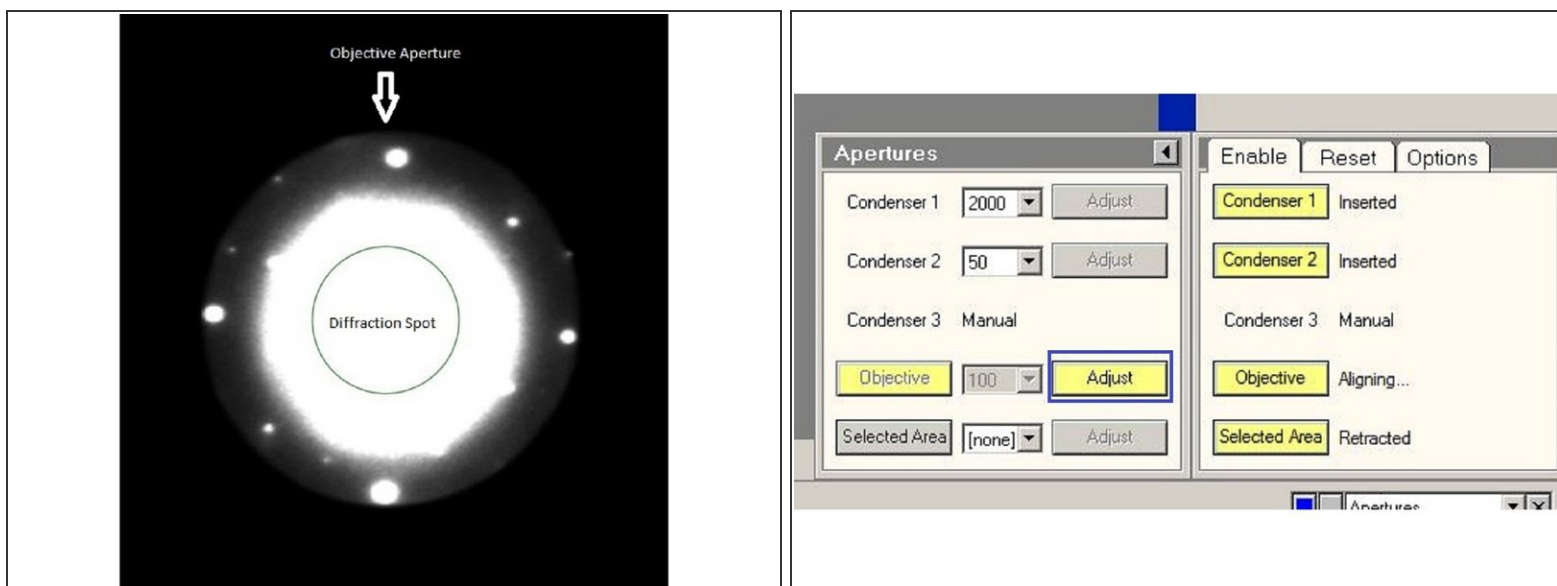 Objective Aperture
Diffraction Spot
Apertures
Condenser 1 2000 Adjust
Condenser 2 50 Adjust
Condenser 3 Manual
Objective 100 Adjust
Selected Area [none] Adjust
Enable Reset Options
Condenser 1 Inserted
Condenser 2 Inserted
Condenser 3 Manual
Objective Aligning...
Selected Area Retracted
Apertures